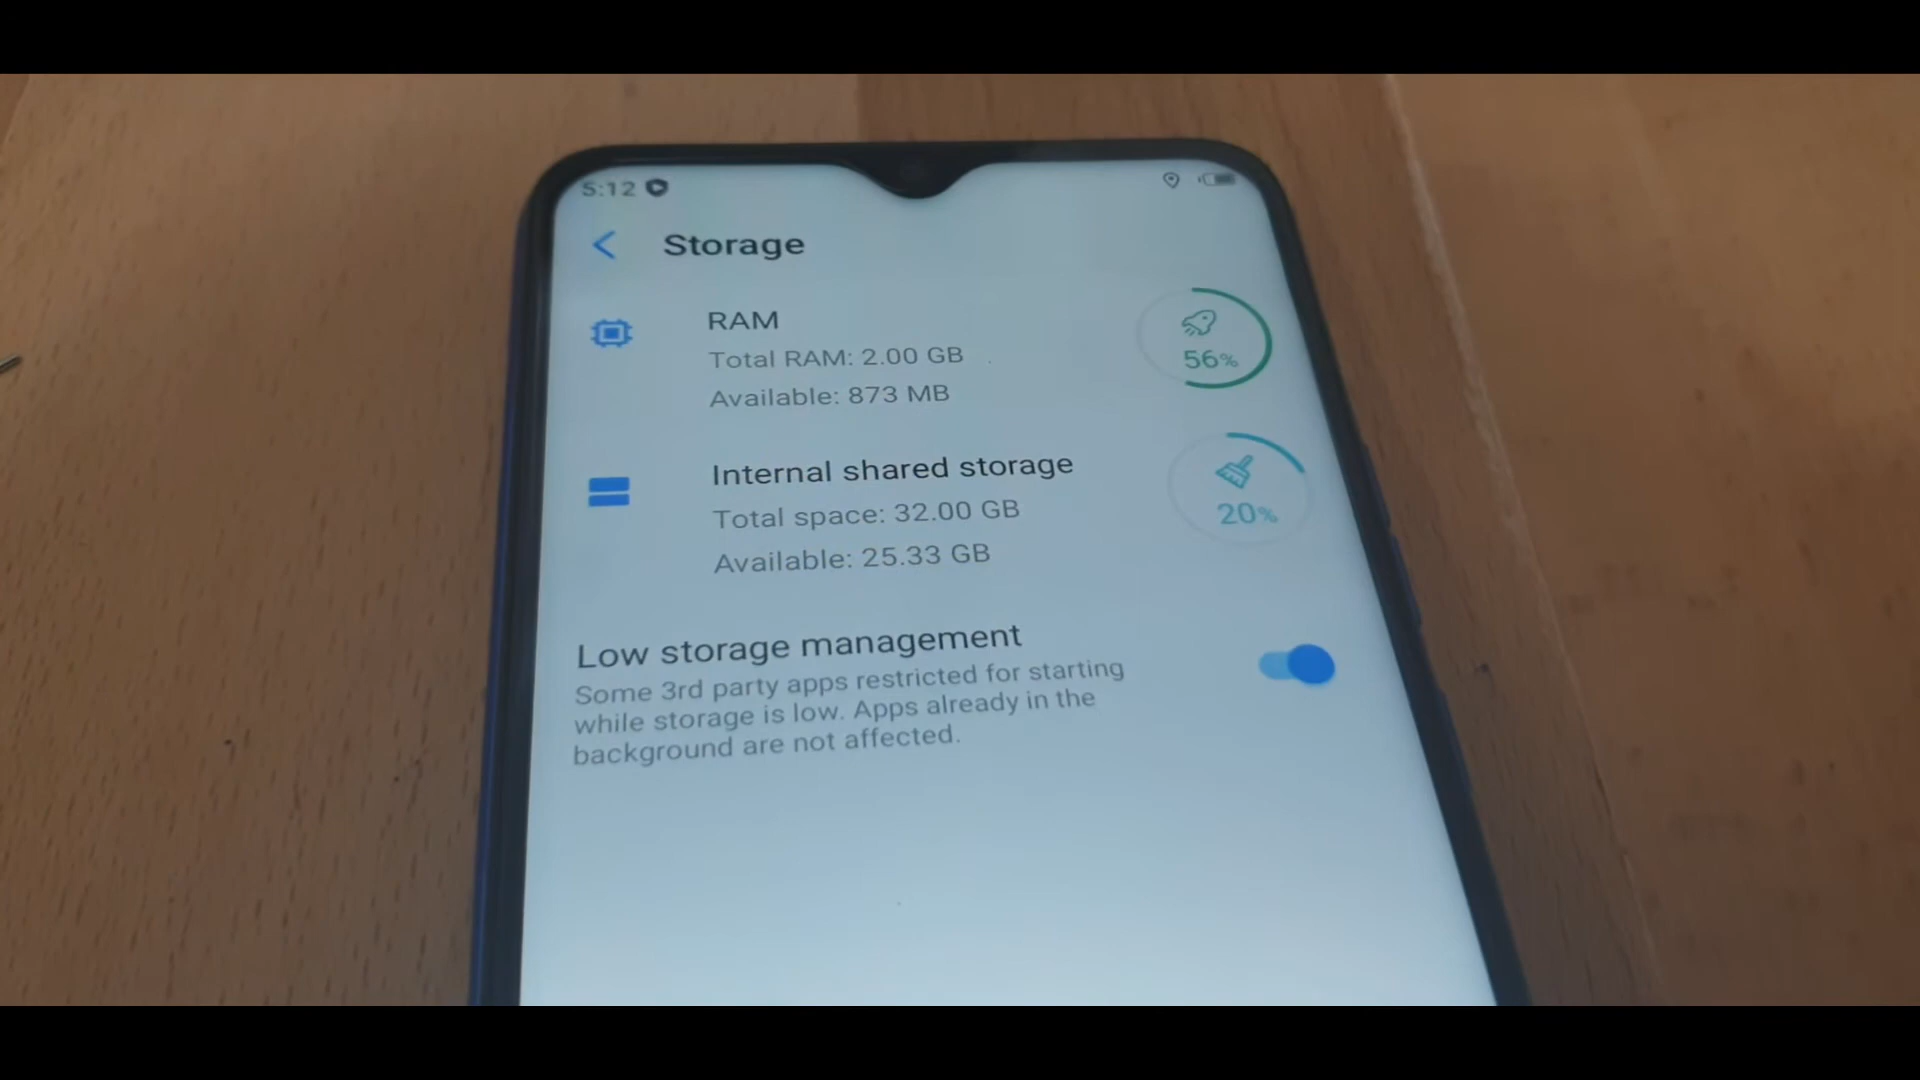 5:12
Storage
RAM
Total RAM: 2.00 GB
Available: 873 MB
56%
Internal shared storage
Total space: 32.00 GB
Available: 25.33 GB
20%
Low storage management
Some 3rd party apps restricted for starting
while storage is low. Apps already in the
background are not affected.